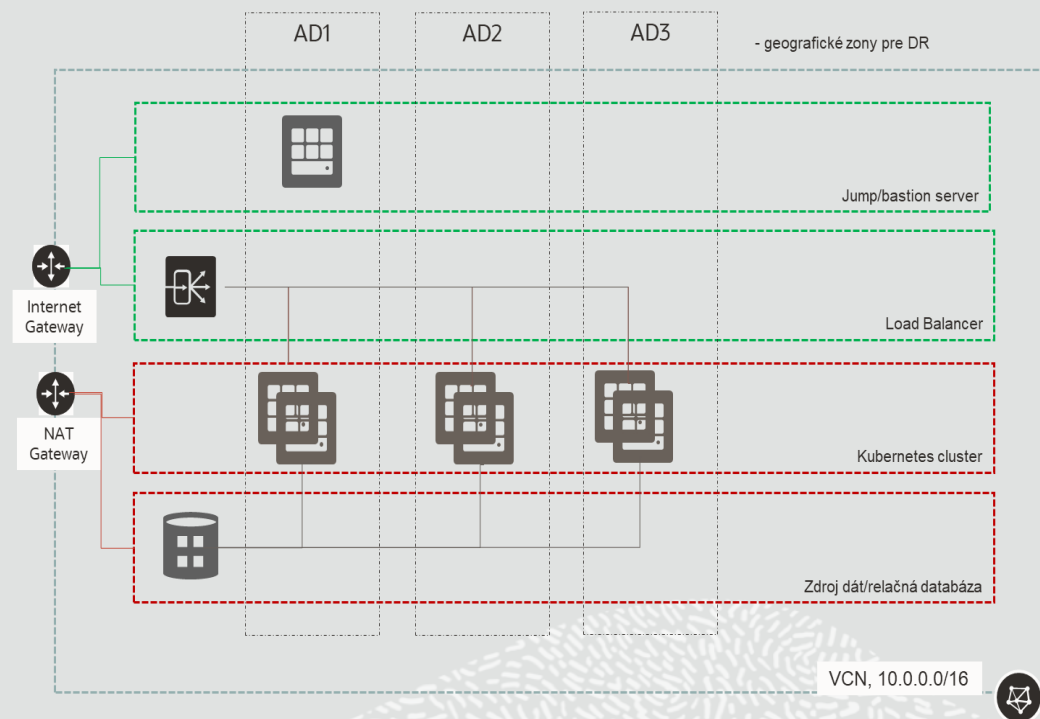 AD1
AD2
AD3
- geografické zony pre DR
Jump/bastion server
Internet
Gateway
Load Balancer
NAT
Gateway
Kubernetes cluster
Zdroj dát/relačná databáza
VCN, 10.0.0.0/16